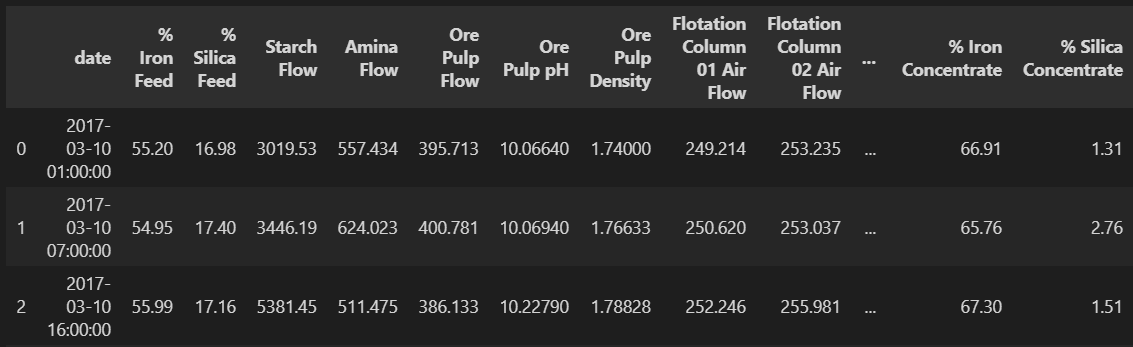 date % Iron Feed % Silica Feed Starch Flow Amina Flow Ore Pulp Flow Ore Pulp pH Ore Pulp Density Flotation Column 01 Air Flow Flotation Column 02 Air Flow ... % Iron Concentrate % Silica Concentrate
0 2017-03-10 01:00:00 55.20 16.98 3019.53 557.434 395.713 10.06640 1.74000 249.214 253.235 ... 66.91 1.31
1 2017-03-10 07:00:00 54.95 17.40 3446.19 624.023 400.781 10.06940 1.76633 250.620 253.037 ... 65.76 2.76
2 2017-03-10 16:00:00 55.99 17.16 5381.45 511.475 386.133 10.22790 1.78828 252.246 255.981 ... 67.30 1.51